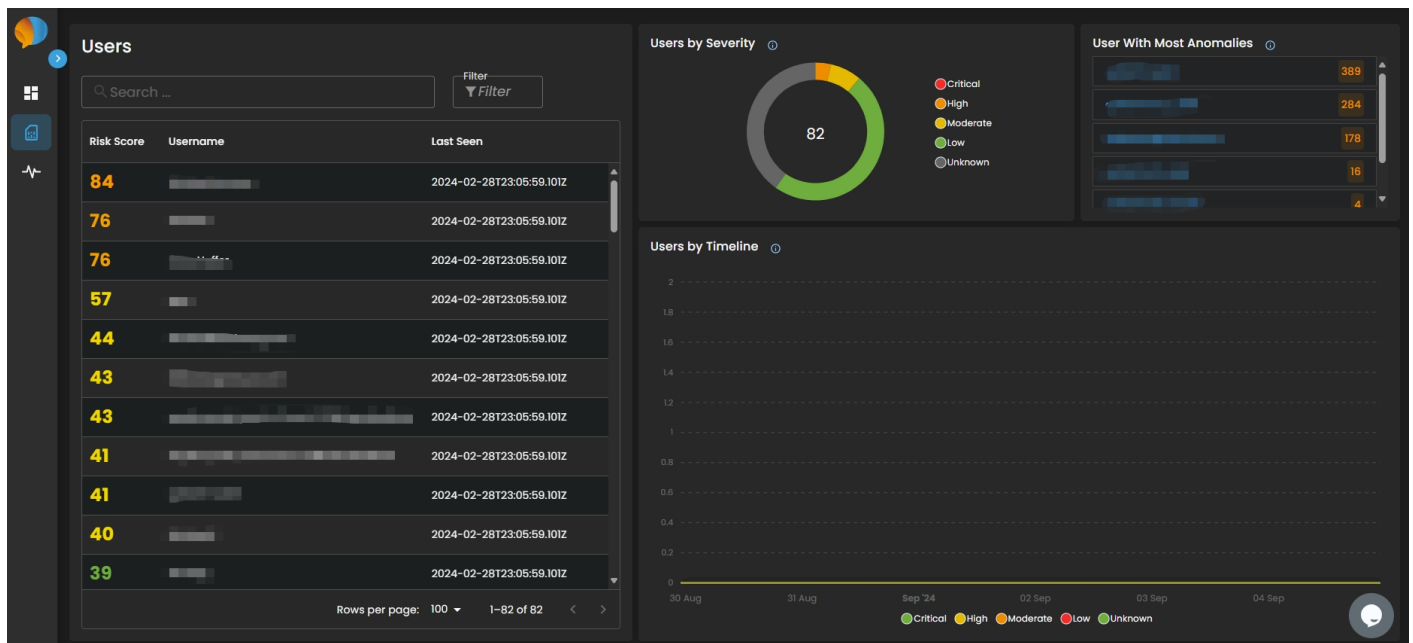 Users
Search ...
Filter
Filter
Risk Score Username Last Seen
84 2024-02-28T23:05:59.101Z
76 2024-02-28T23:05:59.101Z
76 2024-02-28T23:05:59.101Z
57 2024-02-28T23:05:59.101Z
44 2024-02-28T23:05:59.101Z
43 2024-02-28T23:05:59.101Z
43 2024-02-28T23:05:59.101Z
41 2024-02-28T23:05:59.101Z
41 2024-02-28T23:05:59.101Z
40 2024-02-28T23:05:59.101Z
39 2024-02-28T23:05:59.101Z
Rows per page: 100 1-82 of 82
Users by Severity
82
Critical
High
Moderate
Low
Unknown
User With Most Anomalies
389
284
178
16
4
Users by Timeline
2
1.8
1.6
1.4
1.2
1
0.8
0.6
0.4
0.2
0
30 Aug 31 Aug Sep '24 02 Sep 03 Sep 04 Sep
Critical High Moderate Low Unknown